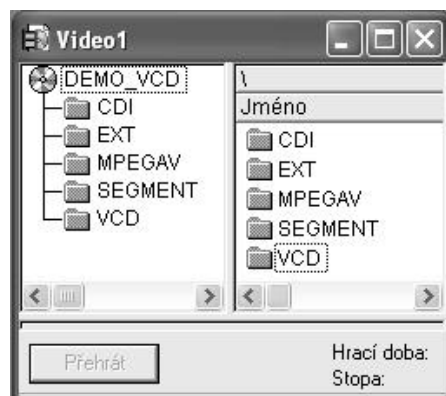 Video1
DEMO_VCD
CDI
EXT
MPEGAV
SEGMENT
VCD
\
Jméno
CDI
EXT
MPEGAV
SEGMENT
VCD
Přehrát
Hrací doba:
Stopa: